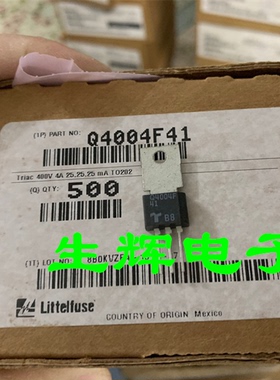 (1P) PART NO:
Q4004F41
Triac 400V 4A 25.25.25 mA TO202
(Q) QTY:
500
Q4004F
41
BB
生辉电子
(1T) LOT NO
Littelfuse
COUNTRY OF ORIGIN Mexico